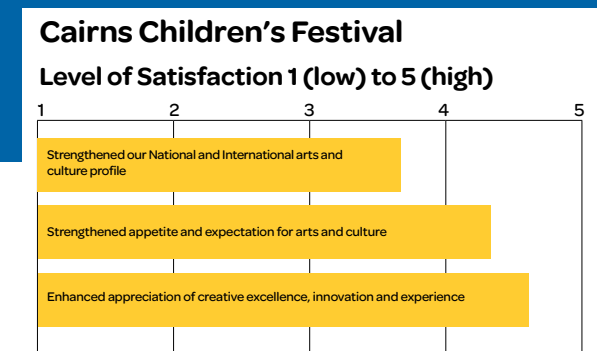 Cairns Children’s Festival
Level of Satisfaction 1 (low) to 5 (high)
1 2 3 4 5
Strengthened our National and International arts and
culture profile
Strengthened appetite and expectation for arts and culture
Enhanced appreciation of creative excellence, innovation and experience